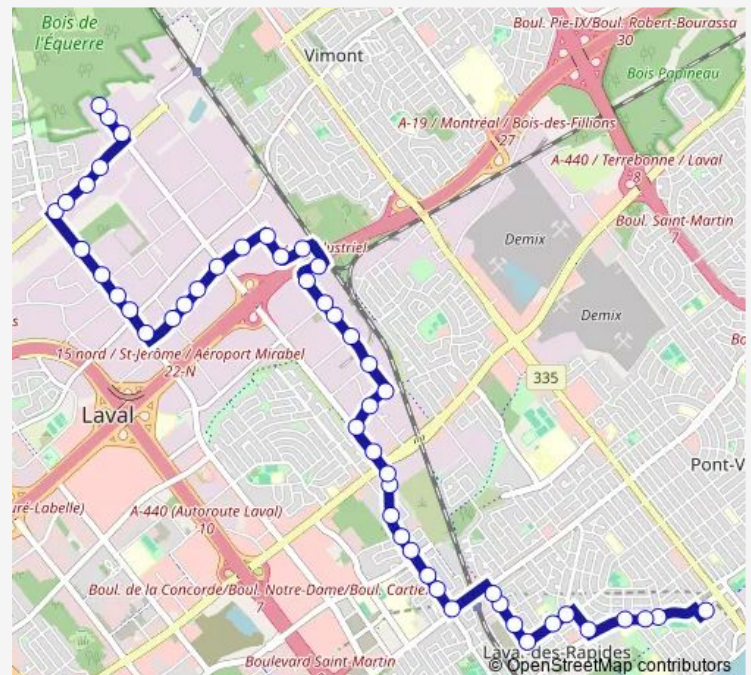 Bois de
l'Équerre
Vimont
Boul. Pie-IX/Boul. Robert-Bourassa
30
Bois Papineau
A-19 / Montréal / Bois-des-Fillions
27
A-440 / Terrebonne / Laval
8
Boul. Saint-Martin
7
Demix
Demix
15 nord / St-Jerôme / Aéroport Mirabel
22-N
335
Laval
Pont-V
uré-Labelle)
A-440 (Autoroute Laval)
10
Boul. de la Concorde/Boul. Notre-Dame/Boul. Cartie
7
Boulevard Saint-Martin
Laval-des-Rapides
© OpenStreetMap contributors